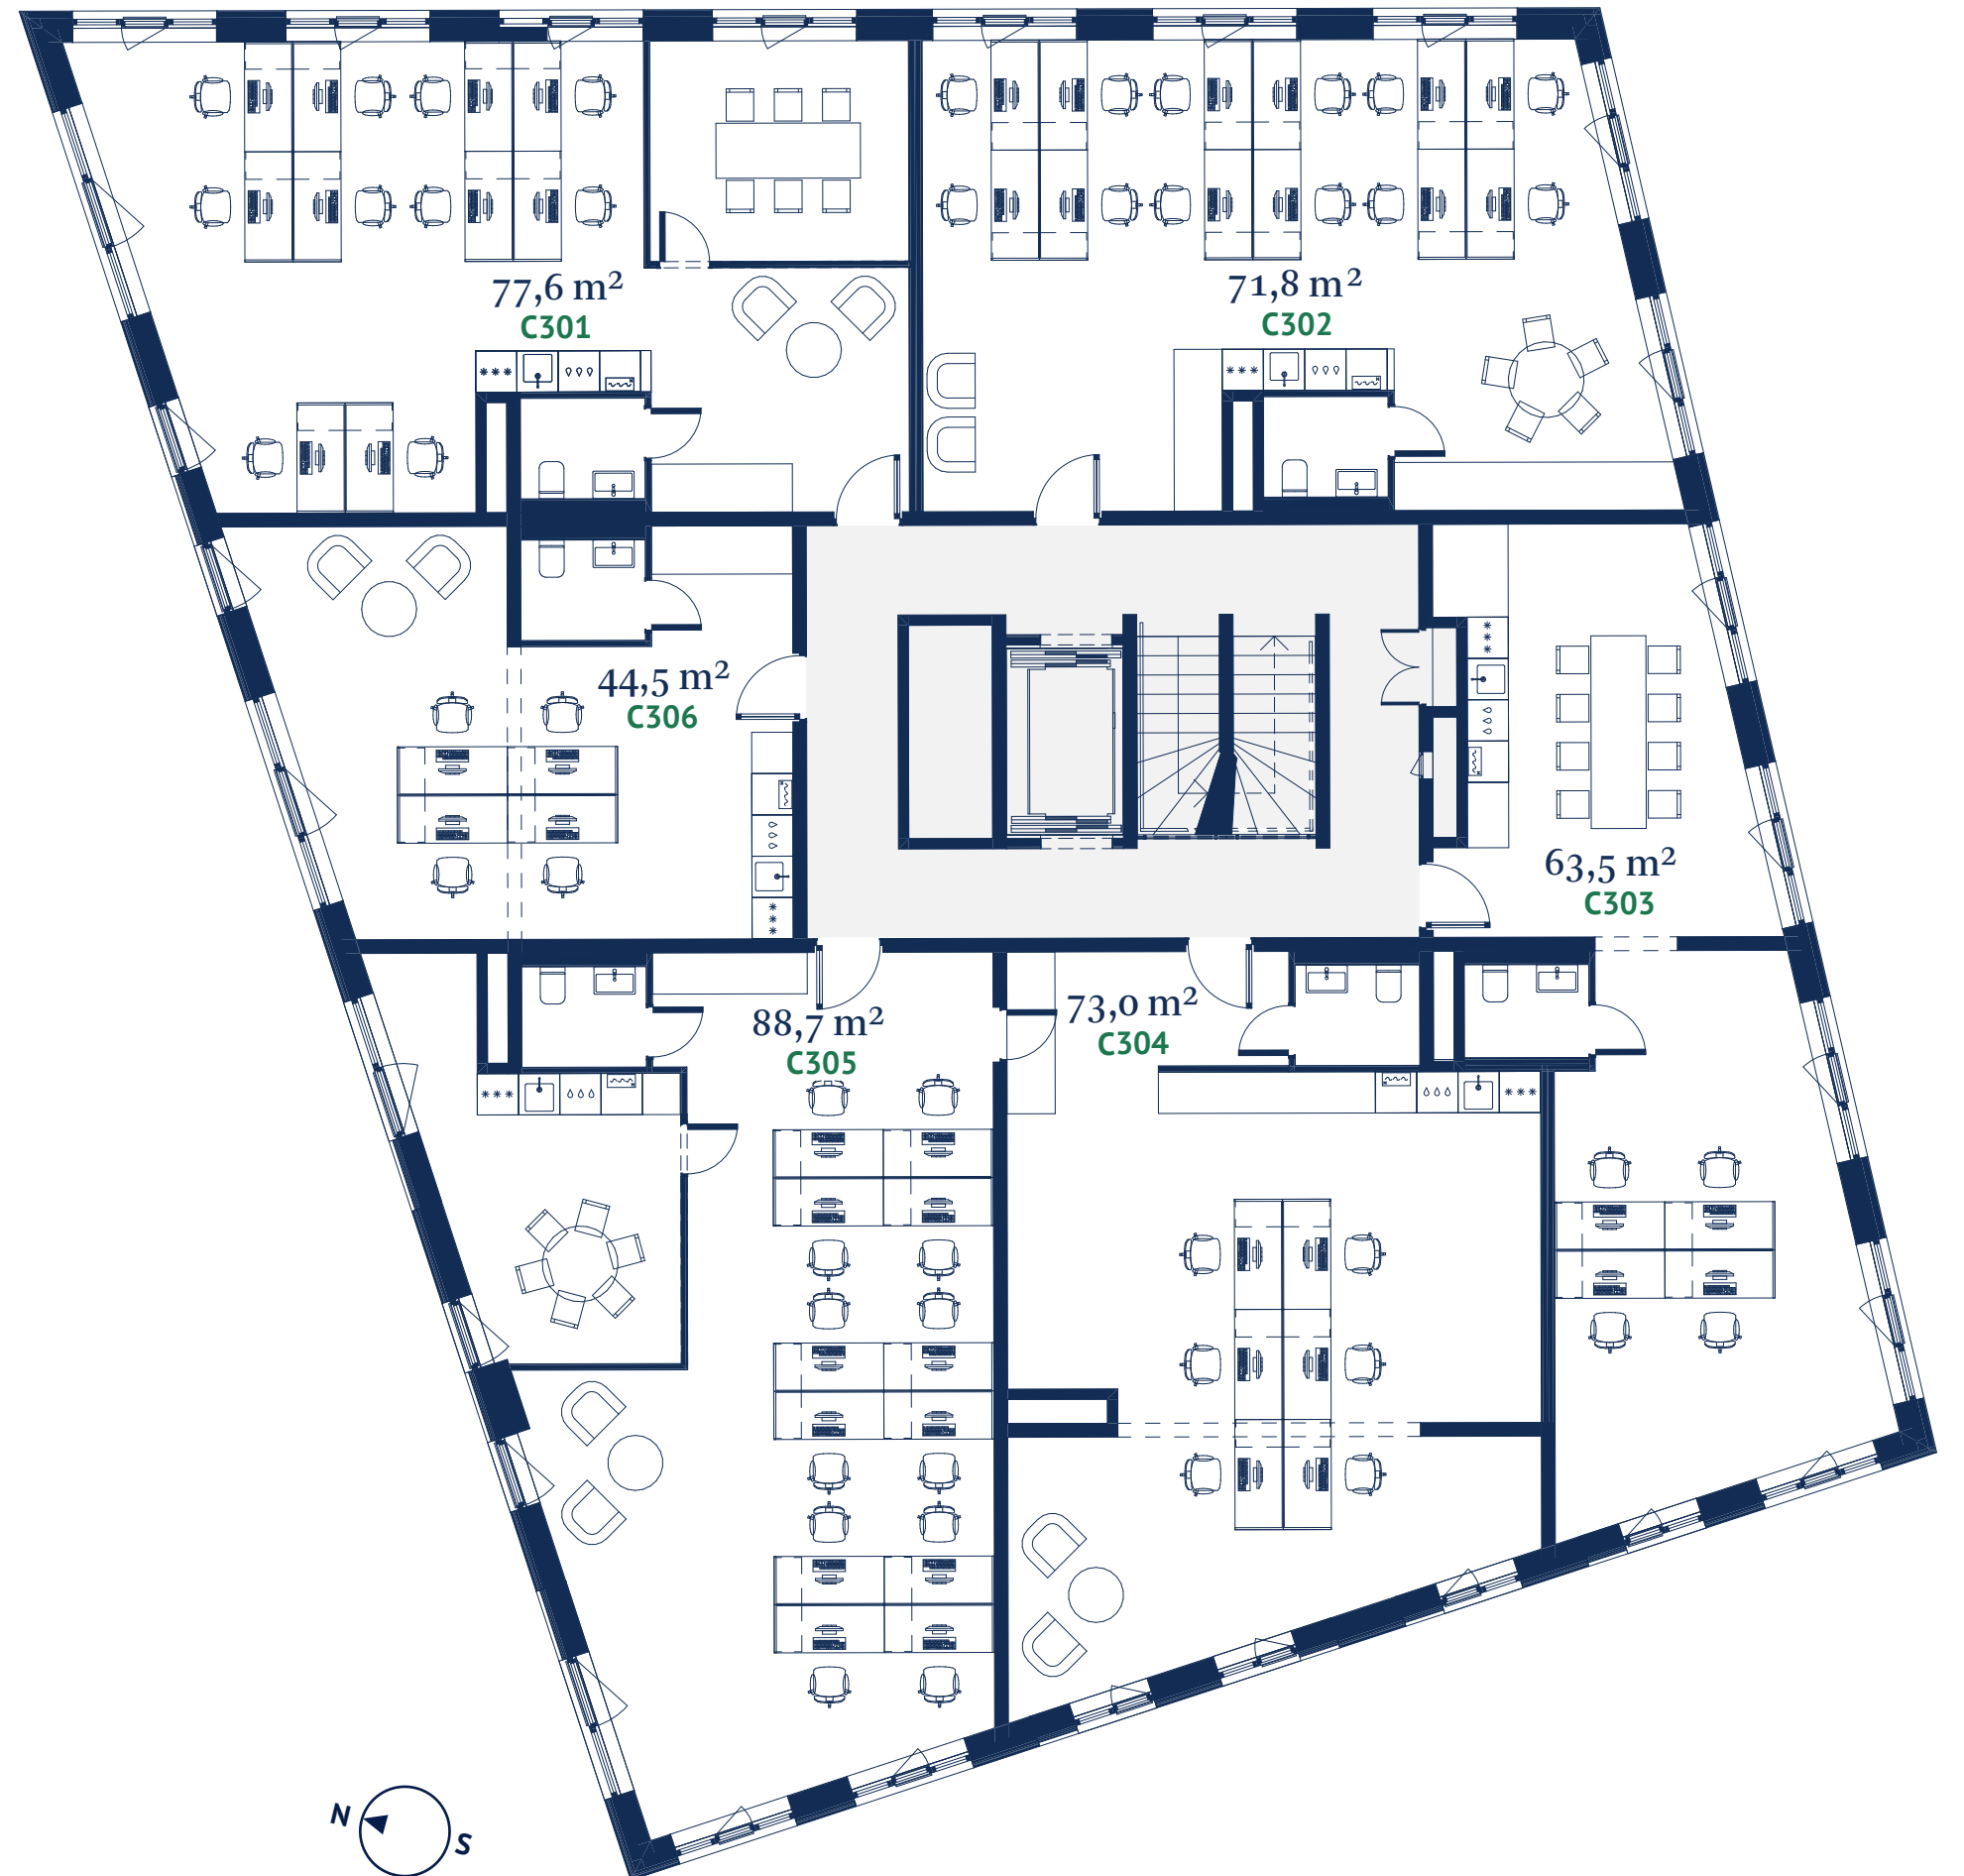 77,6 m²
C301
71,8 m²
C302
44,5 m²
C306
63,5 m²
C303
88,7 m²
C305
73,0 m²
C304
N
S